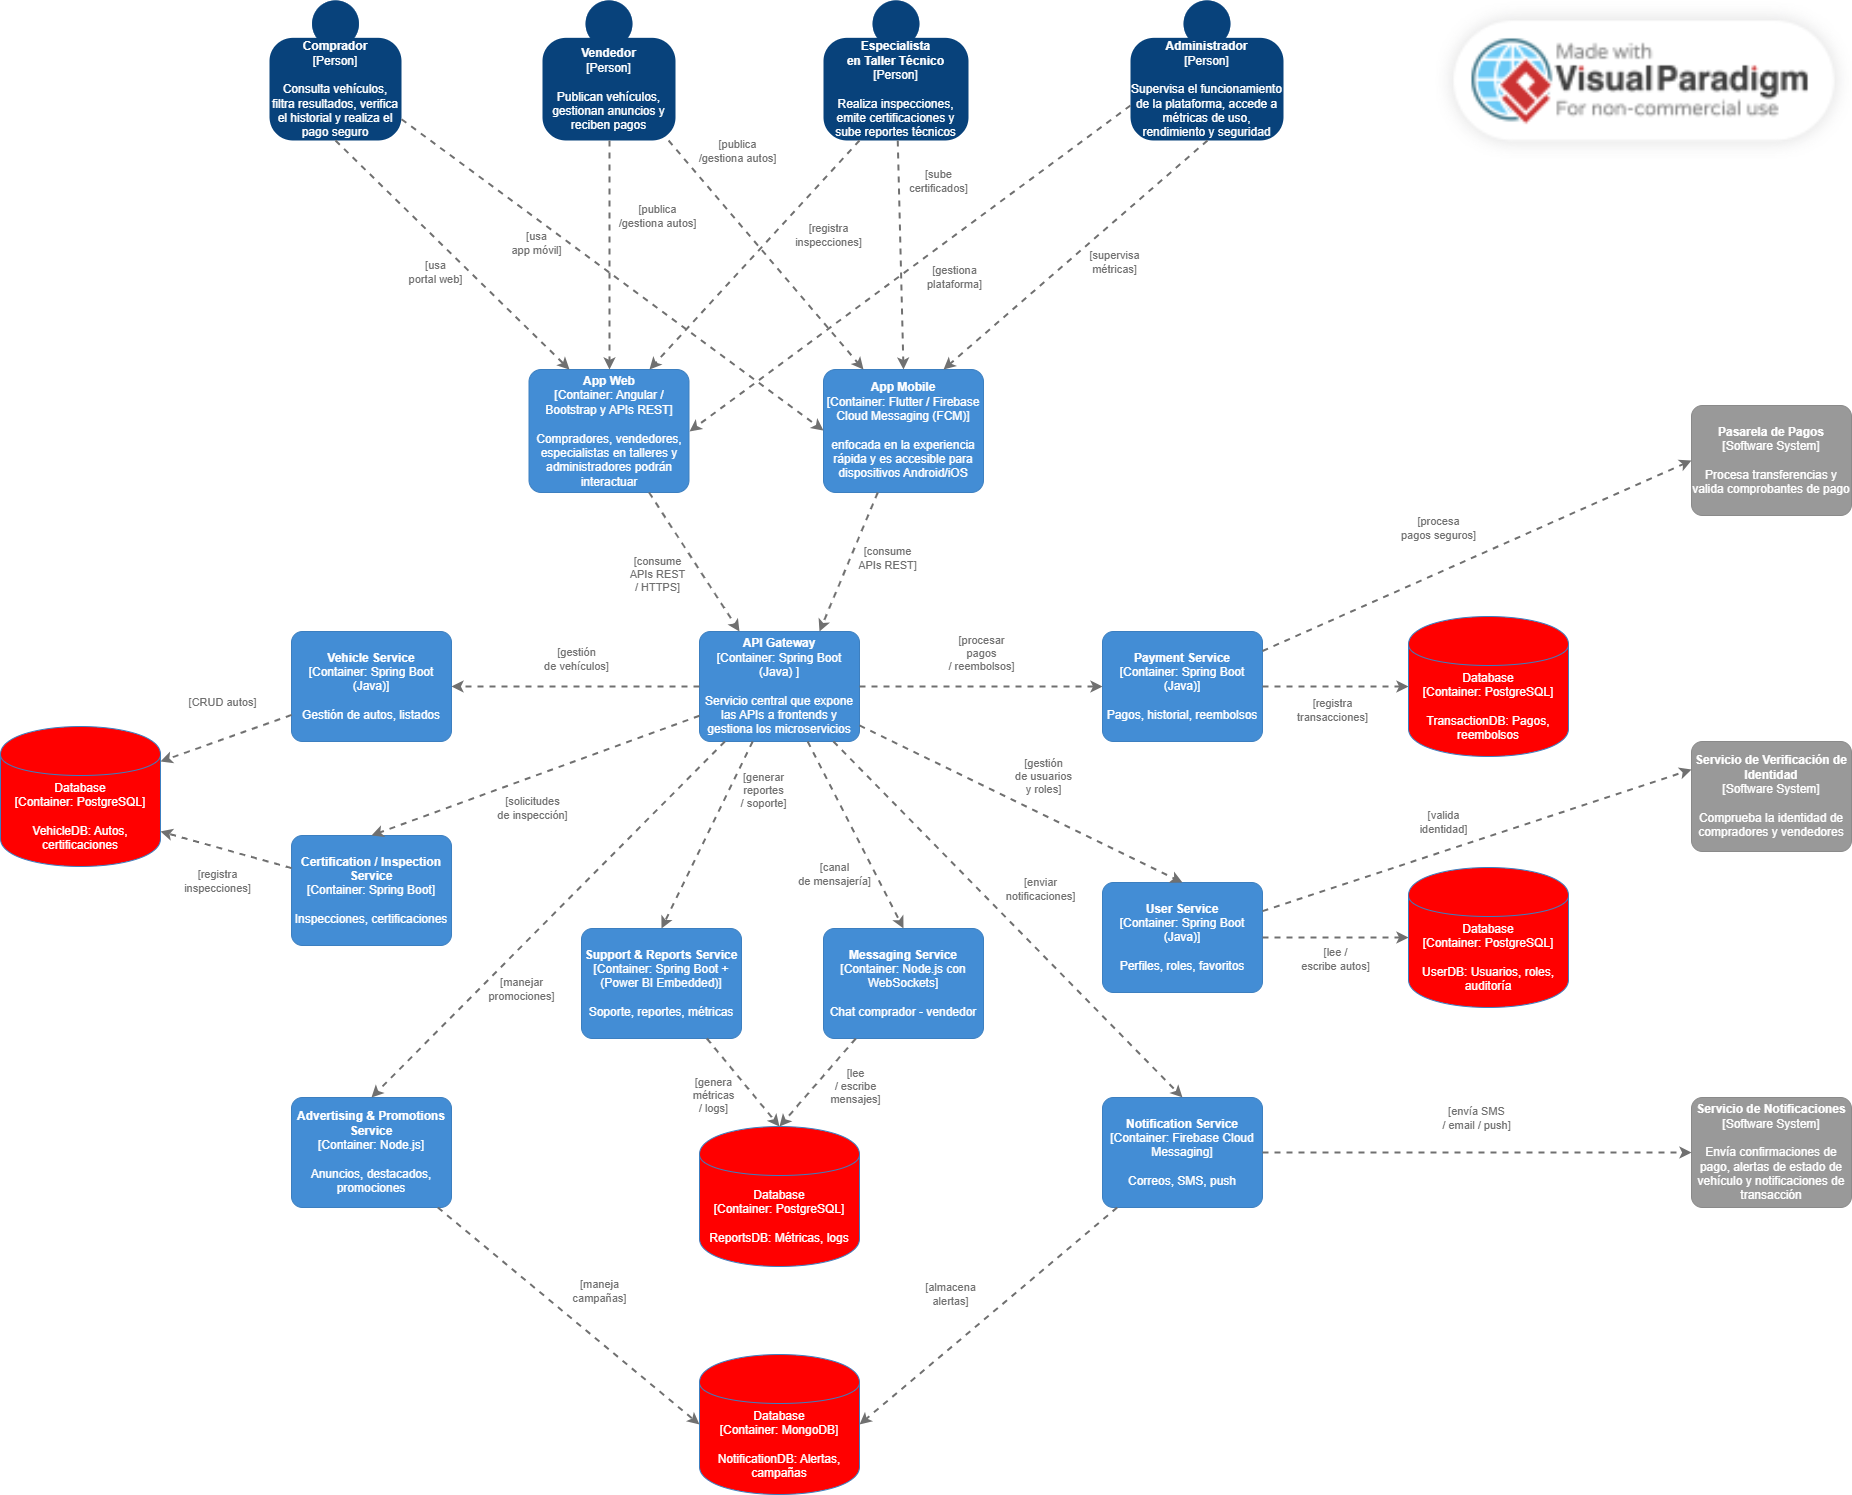 Comprador
[Person]
Consulta vehículos,
filtra resultados, verifica
el historial y realiza el
pago seguro
Vendedor
[Person]
Publican vehículos,
gestionan anuncios y
reciben pagos
Especialista
en Taller Técnico
[Person]
Realiza inspecciones,
emite certificaciones y
sube reportes técnicos
Administrador
[Person]
Supervisa el funcionamiento
de la plataforma, accede a
métricas de uso,
rendimiento y seguridad
Made with
Visual Paradigm
For non-commercial use
[publica
/gestiona autos]
[sube
certificados]
[publica
/gestiona autos]
[usa
app móvil]
[registra
inspecciones]
[usa
portal web]
[gestiona
plataforma]
[supervisa
métricas]
App Web
[Container: Angular /
Bootstrap y APIs REST]
Compradores, vendedores,
especialistas en talleres y
administradores podrán
interactuar
App Mobile
[Container: Flutter / Firebase
Cloud Messaging (FCM)]
enfocada en la experiencia
rápida y es accesible para
dispositivos Android/iOS
Pasarela de Pagos
[Software System]
Procesa transferencias y
valida comprobantes de pago
[procesa
pagos seguros]
[consume
APIs REST
/ HTTPS]
[consume
APIs REST]
Vehicle Service
[Container: Spring Boot
(Java)]
Gestión de autos, listados
[gestión
de vehículos]
API Gateway
[Container: Spring Boot
(Java) ]
Servicio central que expone
las APIs a frontends y
gestiona los microservicios
[procesar
pagos
/ reembolsos]
Payment Service
[Container: Spring Boot
(Java)]
Pagos, historial, reembolsos
[registra
transacciones]
Database
[Container: PostgreSQL]
TransactionDB: Pagos,
reembolsos
[CRUD autos]
Database
[Container: PostgreSQL]
VehicleDB: Autos,
certificaciones
[registra
inspecciones]
[solicitudes
de inspección]
Certification / Inspection
Service
[Container: Spring Boot]
Inspecciones, certificaciones
[generar
reportes
/ soporte]
[gestión
de usuarios
y roles]
Servicio de Verificación de
Identidad
[Software System]
Comprueba la identidad de
compradores y vendedores
[valida
identidad]
[canal
de mensajería]
[enviar
notificaciones]
User Service
[Container: Spring Boot
(Java)]
Perfiles, roles, favoritos
[lee /
escribe autos]
Database
[Container: PostgreSQL]
UserDB: Usuarios, roles,
auditoría
[manejar
promociones]
Support & Reports Service
[Container: Spring Boot +
(Power BI Embedded)]
Soporte, reportes, métricas
Messaging Service
[Container: Node.js con
WebSockets]
Chat comprador - vendedor
[genera
métricas
/ logs]
[lee
/ escribe
mensajes]
Advertising & Promotions
Service
[Container: Node.js]
Anuncios, destacados,
promociones
Database
[Container: PostgreSQL]
ReportsDB: Métricas, logs
Notification Service
[Container: Firebase Cloud
Messaging]
Correos, SMS, push
[envía SMS
/ email / push]
Servicio de Notificaciones
[Software System]
Envía confirmaciones de
pago, alertas de estado de
vehículo y notificaciones de
transacción
[maneja
campañas]
[almacena
alertas]
Database
[Container: MongoDB]
NotificationDB: Alertas,
campañas